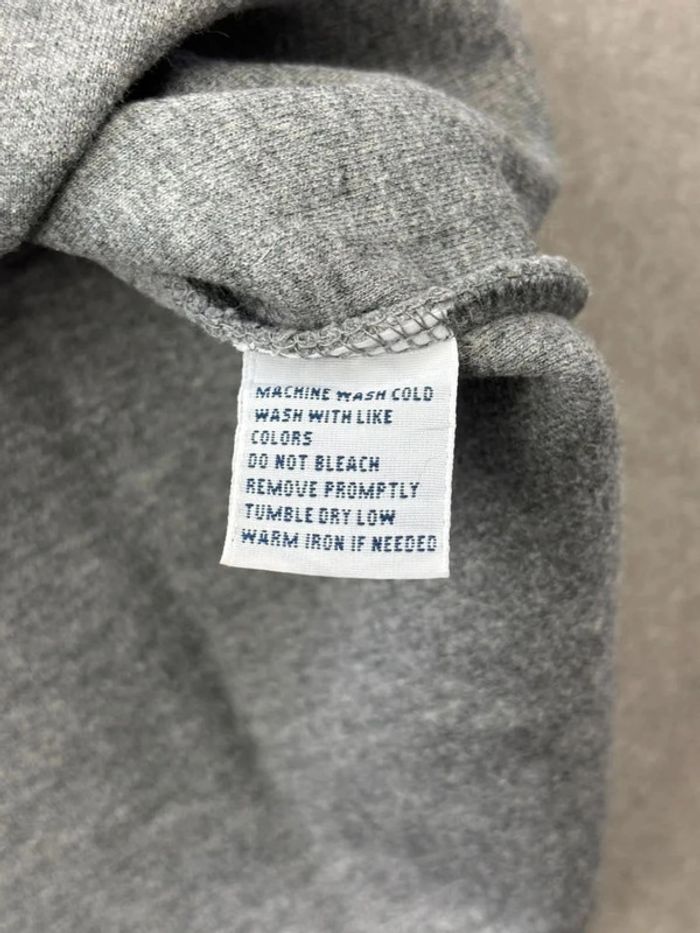 MACHINE WASH COLD
WASH WITH LIKE
COLORS
DO NOT BLEACH
REMOVE PROMPTLY
TUMBLE DRY LOW
WARM IRON IF NEEDED